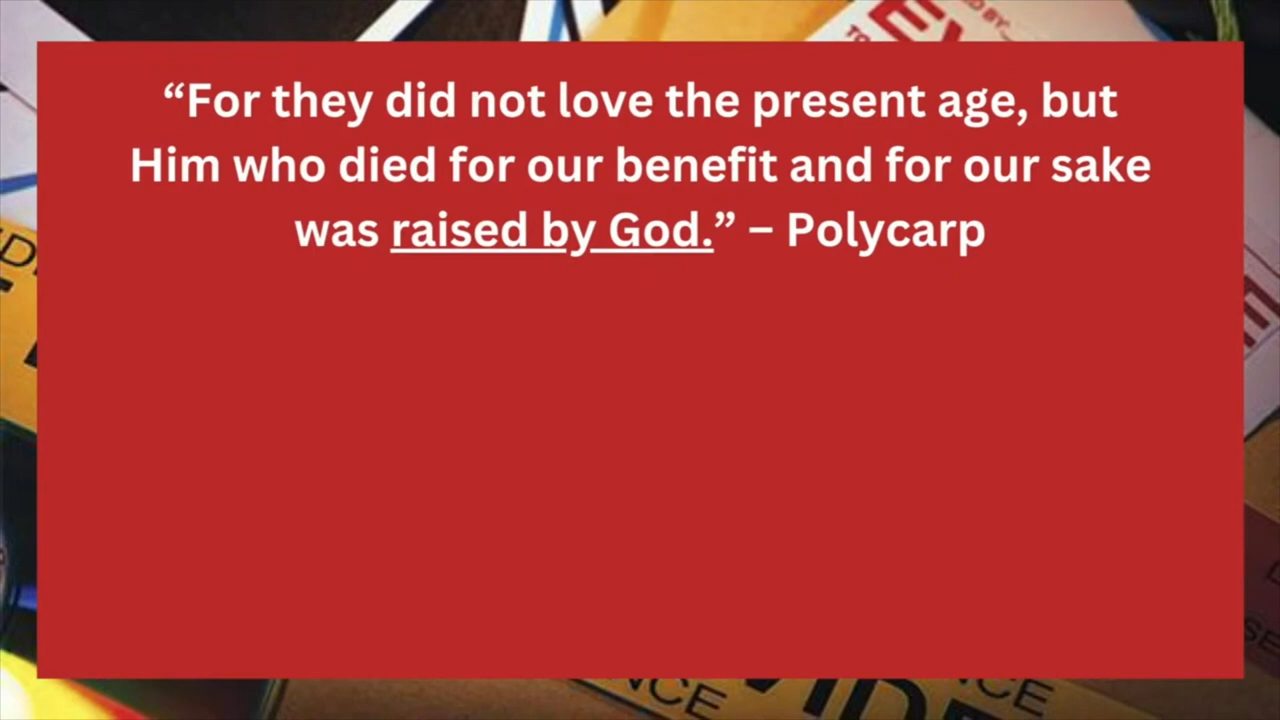 “For they did not love the present age, but
Him who died for our benefit and for our sake
was raised by God.” – Polycarp